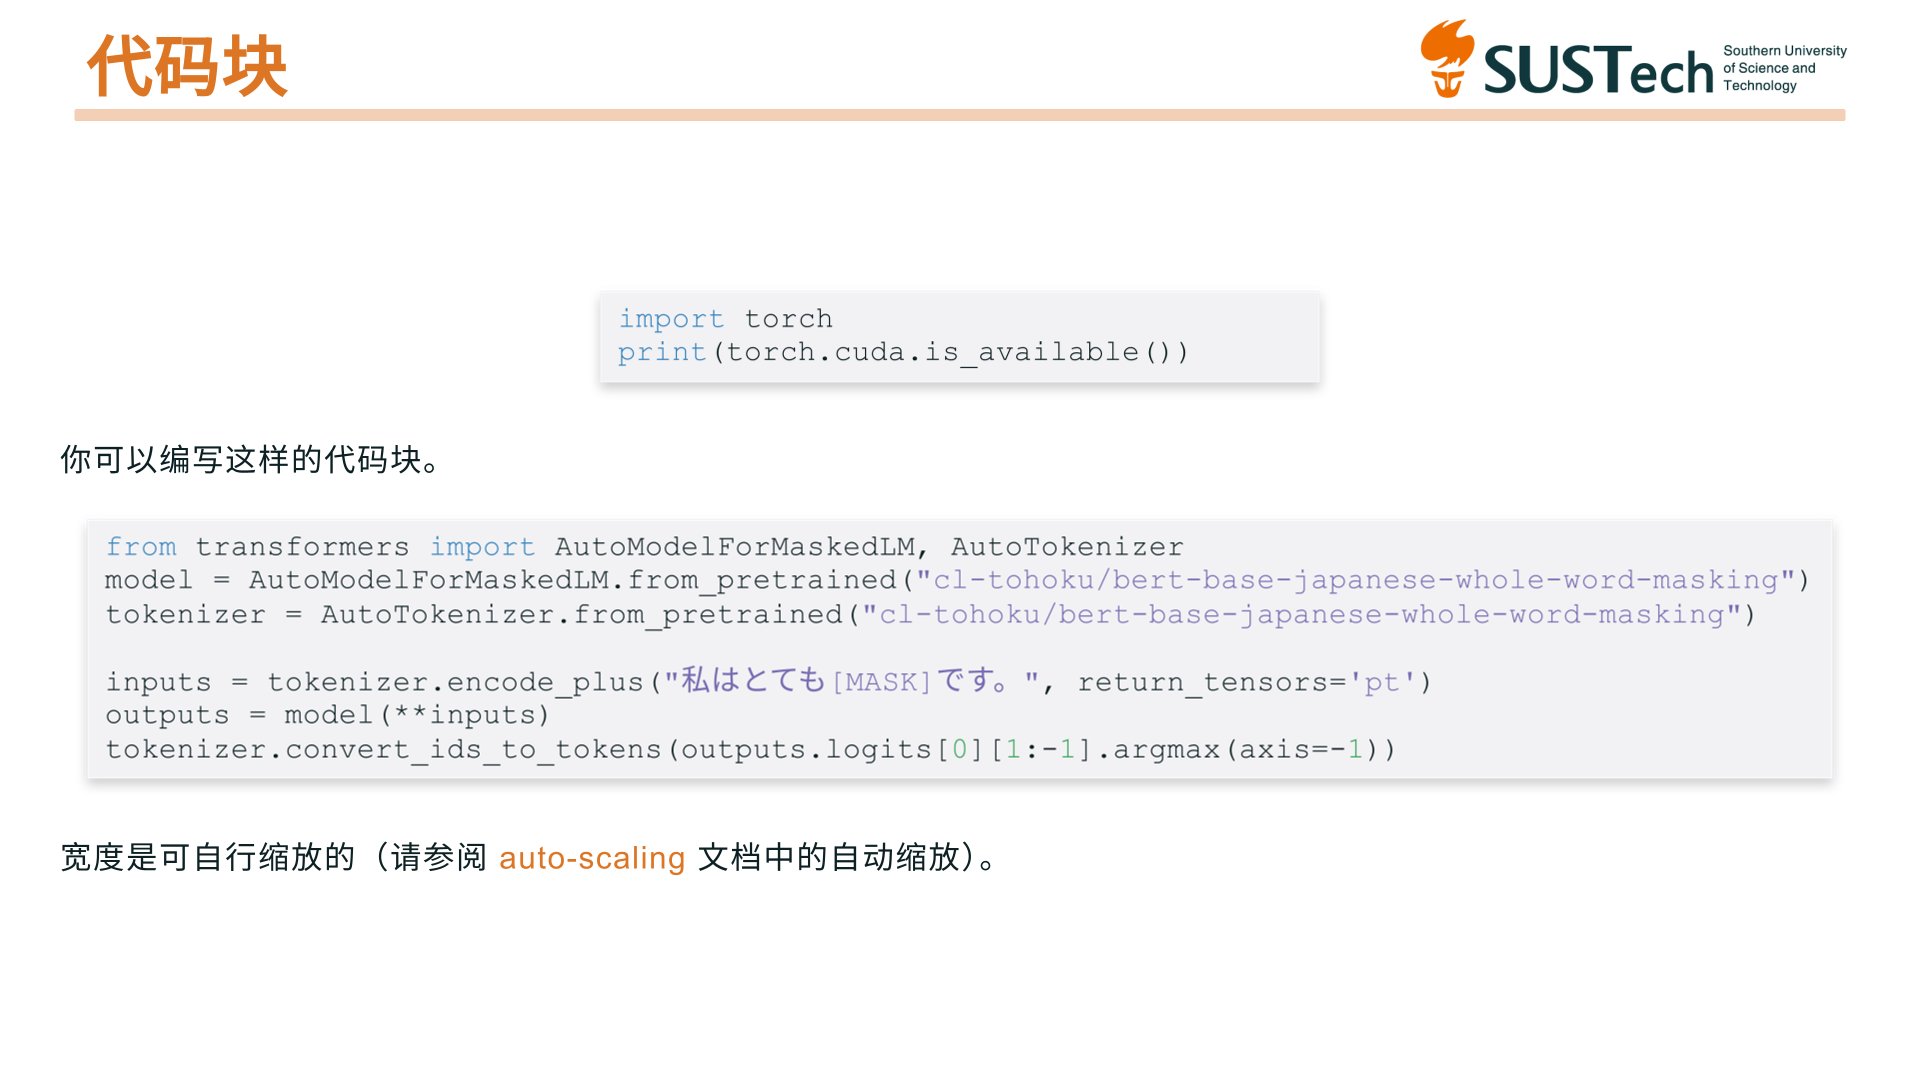 代码块
SUSTech
Southern University
of Science and
Technology
import torch
print(torch.cuda.is_available())
你可以编写这样的代码块。
from transformers import AutoModelForMaskedLM, AutoTokenizer
model = AutoModelForMaskedLM.from_pretrained("cl-tohoku/bert-base-japanese-whole-word-masking")
tokenizer = AutoTokenizer.from_pretrained("cl-tohoku/bert-base-japanese-whole-word-masking")
inputs = tokenizer.encode_plus("私はとても[MASK]です。", return_tensors='pt')
outputs = model(**inputs)
tokenizer.convert_ids_to_tokens(outputs.logits[0][1:-1].argmax(axis=-1))
宽度是可自行缩放的（请参阅 auto-scaling 文档中的自动缩放）。